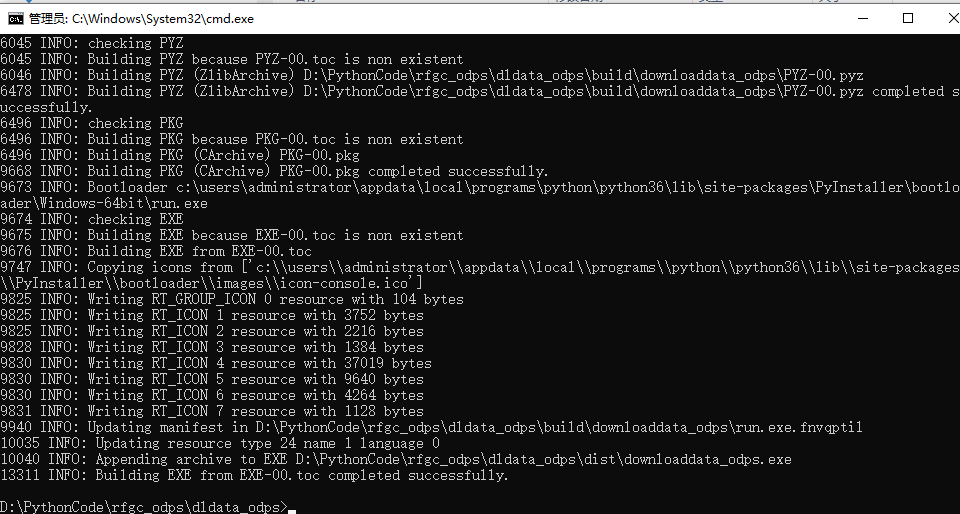 管理员: C:\Windows\System32\cmd.exe
6045 INFO: checking PYZ
6045 INFO: Building PYZ because PYZ-00.toc is non existent
6046 INFO: Building PYZ (ZlibArchive) D:\PythonCode\rfgc_odps\dldata_odps\build\downloaddata_odps\PYZ-00.pyz
6478 INFO: Building PYZ (ZlibArchive) D:\PythonCode\rfgc_odps\dldata_odps\build\downloaddata_odps\PYZ-00.pyz completed s
uccessfully.
6496 INFO: checking PKG
6496 INFO: Building PKG because PKG-00.toc is non existent
6496 INFO: Building PKG (CArchive) PKG-00.pkg
9668 INFO: Building PKG (CArchive) PKG-00.pkg completed successfully.
9673 INFO: Bootloader c:\users\administrator\appdata\local\programs\python\python36\lib\site-packages\PyInstaller\bootlo
ader\Windows-64bit\run.exe
9674 INFO: checking EXE
9675 INFO: Building EXE because EXE-00.toc is non existent
9676 INFO: Building EXE from EXE-00.toc
9747 INFO: Copying icons from ['c:\\users\\administrator\\appdata\\local\\programs\\python\\python36\\lib\\site-packages
\\PyInstaller\\bootloader\\images\\icon-console.ico']
9825 INFO: Writing RT_GROUP_ICON 0 resource with 104 bytes
9825 INFO: Writing RT_ICON 1 resource with 3752 bytes
9825 INFO: Writing RT_ICON 2 resource with 2216 bytes
9828 INFO: Writing RT_ICON 3 resource with 1384 bytes
9830 INFO: Writing RT_ICON 4 resource with 37019 bytes
9830 INFO: Writing RT_ICON 5 resource with 9640 bytes
9830 INFO: Writing RT_ICON 6 resource with 4264 bytes
9831 INFO: Writing RT_ICON 7 resource with 1128 bytes
9940 INFO: Updating manifest in D:\PythonCode\rfgc_odps\dldata_odps\build\downloaddata_odps\run.exe.fnvqptil
10035 INFO: Updating resource type 24 name 1 language 0
10040 INFO: Appending archive to EXE D:\PythonCode\rfgc_odps\dldata_odps\dist\downloaddata_odps.exe
13311 INFO: Building EXE from EXE-00.toc completed successfully.
D:\PythonCode\rfgc_odps\dldata_odps>